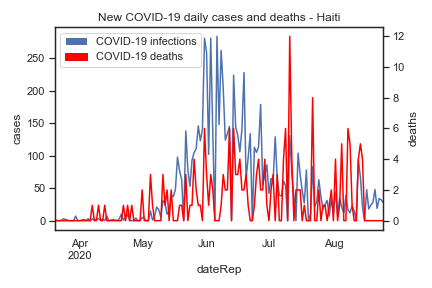 New COVID-19 daily cases and deaths - Haiti
COVID-19 infections
COVID-19 deaths
250
200
150
100
50
0
cases
12
10
8
6
4
2
0
deaths
Apr
2020
May
Jun
Jul
Aug
dateRep